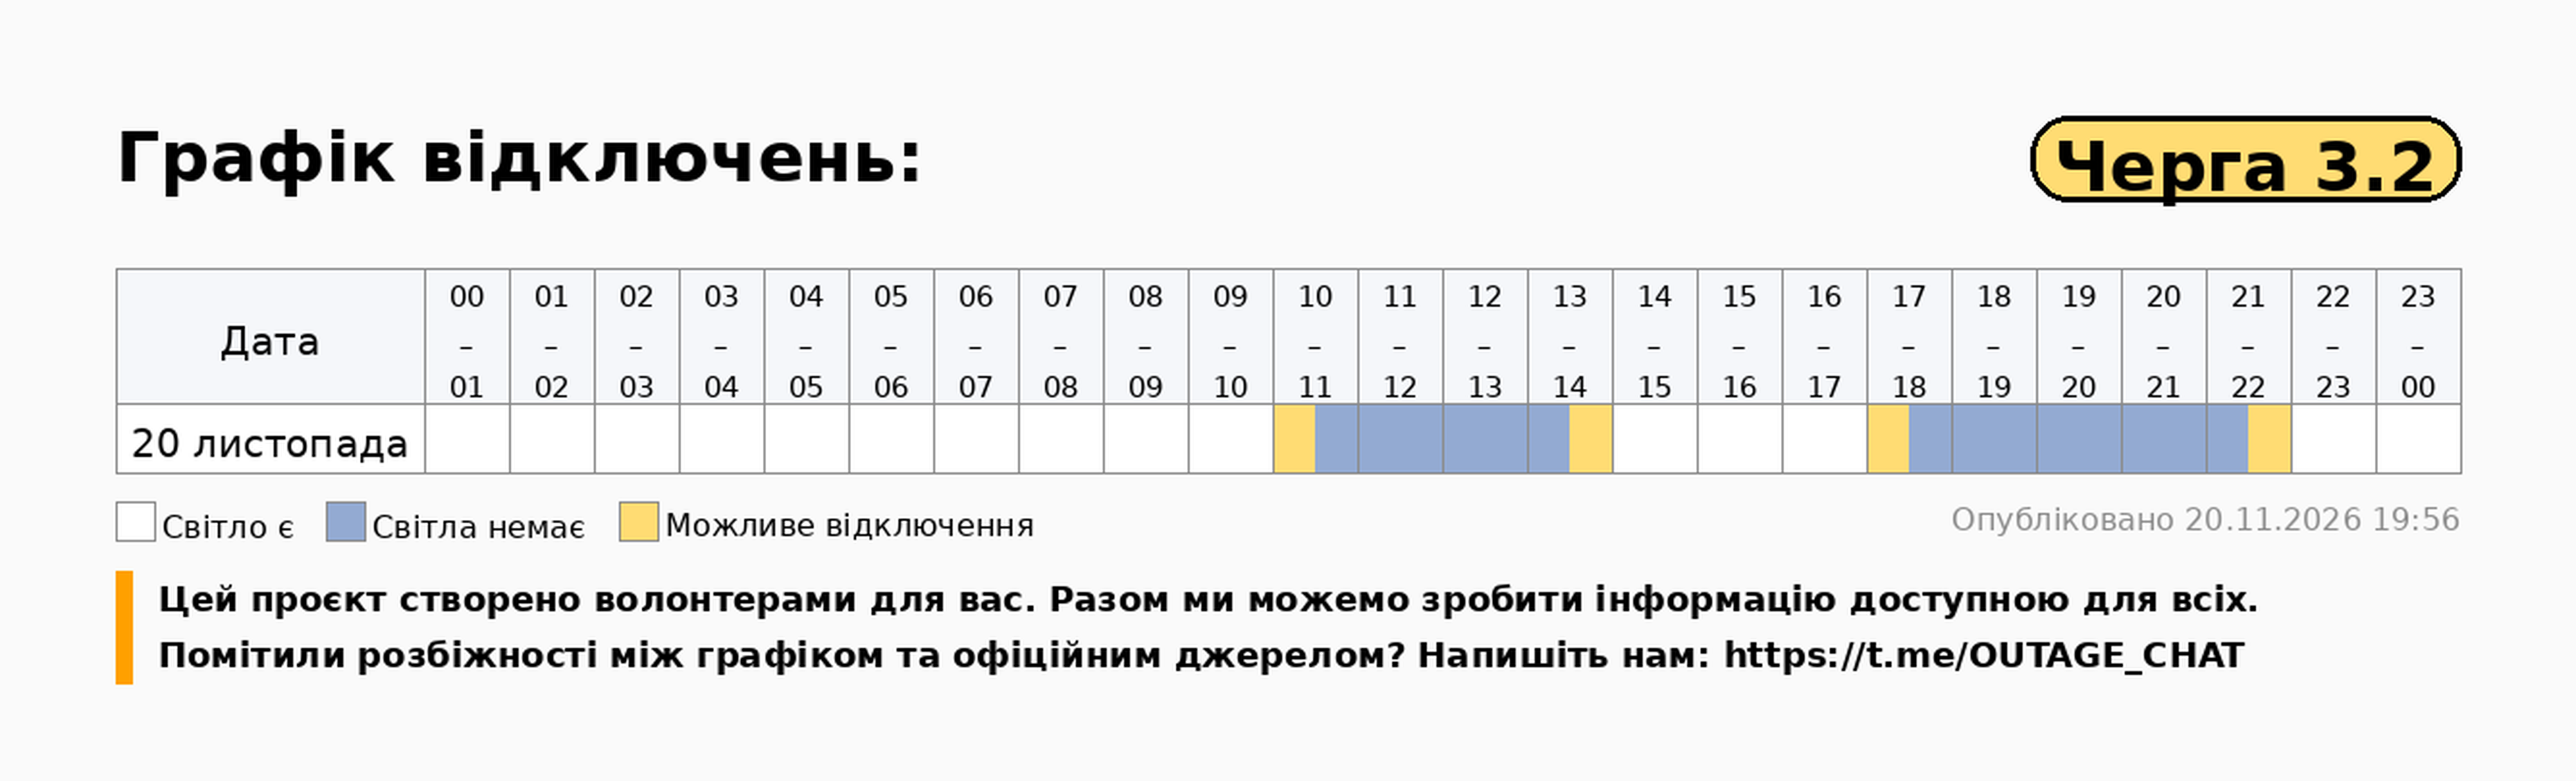 Графік відключень:
Черга 3.2
Дата 00 – 01 01 – 02 02 – 03 03 – 04 04 – 05 05 – 06 06 – 07 07 – 08 08 – 09 09 – 10 10 – 11 11 – 12 12 – 13 13 – 14 14 – 15 15 – 16 16 – 17 17 – 18 18 – 19 19 – 20 20 – 21 21 – 22 22 – 23 23 – 00
20 листопада
Світло є Світла немає Можливе відключення
Опубліковано 20.11.2026 19:56
Цей проєкт створено волонтерами для вас. Разом ми можемо зробити інформацію доступною для всіх.
Помітили розбіжності між графіком та офіційним джерелом? Напишіть нам: https://t.me/OUTAGE_CHAT